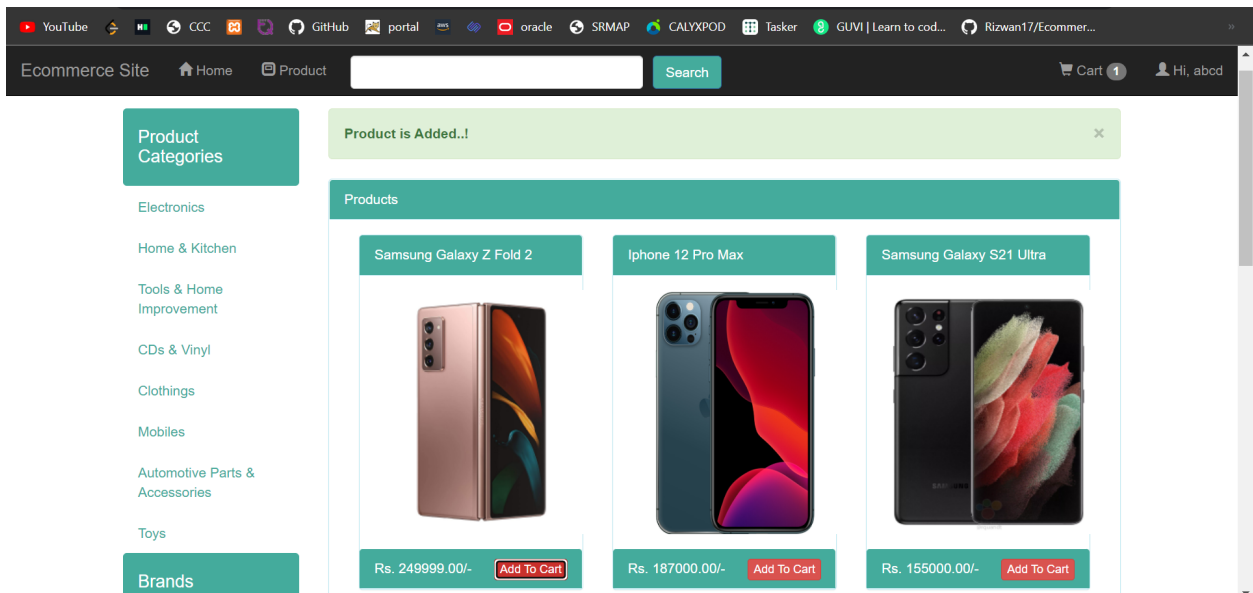 YouTube CCC GitHub portal aws oracle SRMAP CALYXPOD Tasker GUVI | Learn to cod... Rizwan17/Ecommer... »
Ecommerce Site Home Product Search Cart 1 Hi, abcd
Product
Categories
Electronics
Home & Kitchen
Tools & Home
Improvement
CDs & Vinyl
Clothings
Mobiles
Automotive Parts &
Accessories
Toys
Brands
Product is Added..! ×
Products
Samsung Galaxy Z Fold 2
Rs. 249999.00/- Add To Cart
Iphone 12 Pro Max
Rs. 187000.00/- Add To Cart
Samsung Galaxy S21 Ultra
SAMSUNG
Rs. 155000.00/- Add To Cart